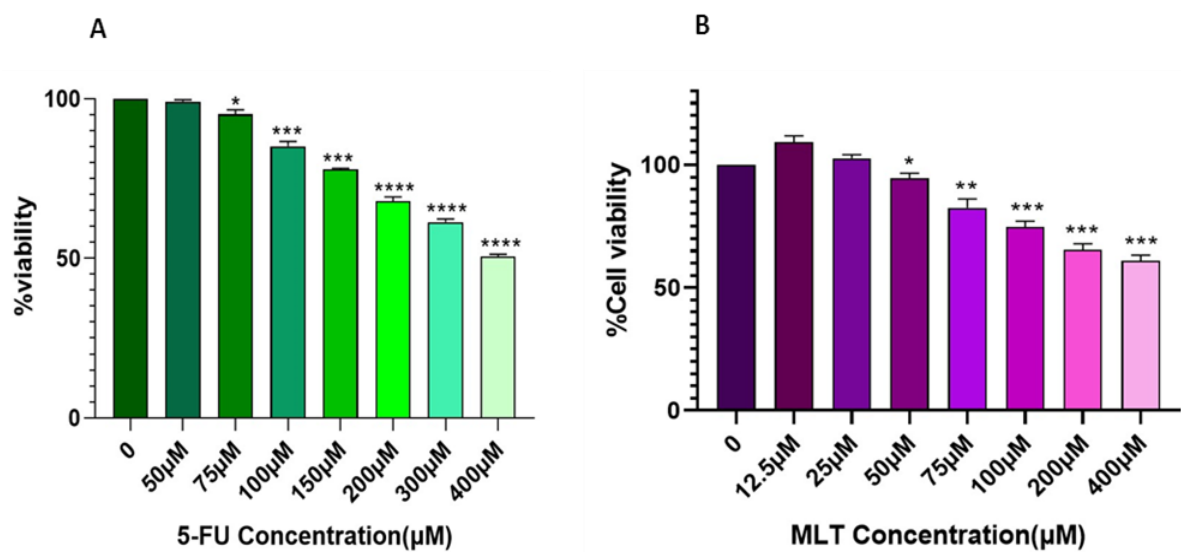 A
%viability
100
50
0
*
***
***
****
****
****
0
50µM
75µM
100µM
150µM
200µM
300µM
400µM
5-FU Concentration(µM)
B
%Cell viability
100
50
0
*
**
***
***
***
0
12.5µM
25µM
50µM
75µM
100µM
200µM
400µM
MLT Concentration(µM)